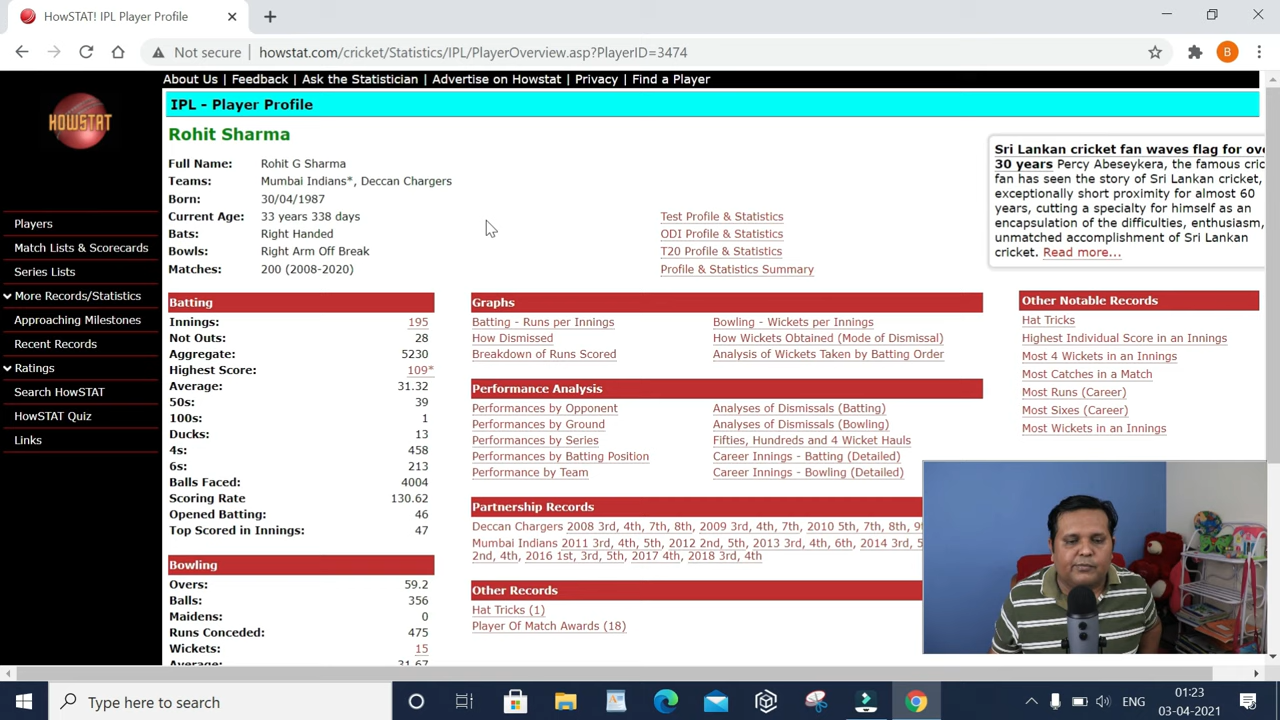 HowSTAT! IPL Player Profile
Not secure | howstat.com/cricket/Statistics/IPL/PlayerOverview.asp?PlayerID=3474
B
About Us | Feedback | Ask the Statistician | Advertise on Howstat | Privacy | Find a Player
HOWSTAT
Players
Match Lists & Scorecards
Series Lists
More Records/Statistics
Approaching Milestones
Recent Records
Ratings
Search HowSTAT
HowSTAT Quiz
Links
IPL - Player Profile
Rohit Sharma
Full Name: Rohit G Sharma
Teams: Mumbai Indians*, Deccan Chargers
Born: 30/04/1987
Current Age: 33 years 338 days
Bats: Right Handed
Bowls: Right Arm Off Break
Matches: 200 (2008-2020)
Test Profile & Statistics
ODI Profile & Statistics
T20 Profile & Statistics
Profile & Statistics Summary
Sri Lankan cricket fan waves flag for ove
30 years Percy Abeseykera, the famous cric
fan has seen the story of Sri Lankan cricket,
exceptionally short proximity for almost 60
years, cutting a specialty for himself as an
encouragement of the difficulties, enthusiasm,
unmatched accomplishment of Sri Lankan
cricket. Read more...
Batting
Innings: 195
Not Outs: 28
Aggregate: 5230
Highest Score: 109*
Average: 31.32
50s: 39
100s: 1
Ducks: 13
4s: 458
6s: 213
Balls Faced: 4004
Scoring Rate 130.62
Opened Batting: 46
Top Scored in Innings: 47
Bowling
Overs: 59.2
Balls: 356
Maidens: 0
Runs Conceded: 475
Wickets: 15
Average: 31.67
Graphs
Batting - Runs per Innings Bowling - Wickets per Innings
How Dismissed How Wickets Obtained (Mode of Dismissal)
Breakdown of Runs Scored Analysis of Wickets Taken by Batting Order
Performance Analysis
Performances by Opponent Analyses of Dismissals (Batting)
Performances by Ground Analyses of Dismissals (Bowling)
Performances by Series Fifties, Hundreds and 4 Wicket Hauls
Performances by Batting Position Career Innings - Batting (Detailed)
Performance by Team Career Innings - Bowling (Detailed)
Partnership Records
Deccan Chargers 2008 3rd, 4th, 7th, 8th, 2009 3rd, 4th, 7th, 2010 5th, 7th, 8th, 9
Mumbai Indians 2011 3rd, 4th, 5th, 2012 2nd, 5th, 2013 3rd, 4th, 6th, 2014 3rd, 5
2nd, 4th, 2016 1st, 3rd, 5th, 2017 4th, 2018 3rd, 4th
Other Records
Hat Tricks (1)
Player Of Match Awards (18)
Other Notable Records
Hat Tricks
Highest Individual Score in an Innings
Most 4 Wickets in an Innings
Most Catches in a Match
Most Runs (Career)
Most Sixes (Career)
Most Wickets in an Innings
Type here to search
ENG
01:23
03-04-2021